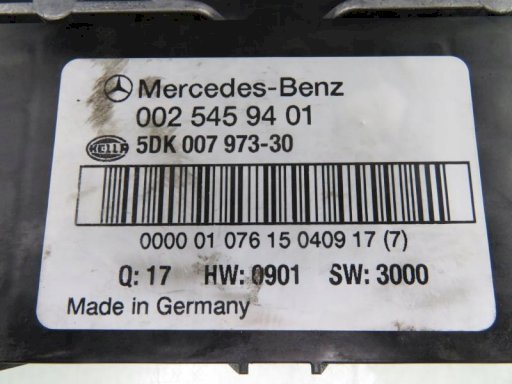 Mercedes-Benz
002 545 94 01
HELLA 5DK 007 973-30
0000 01 076 15 0409 17 (7)
Q: 17 HW: 0901 SW: 3000
Made in Germany